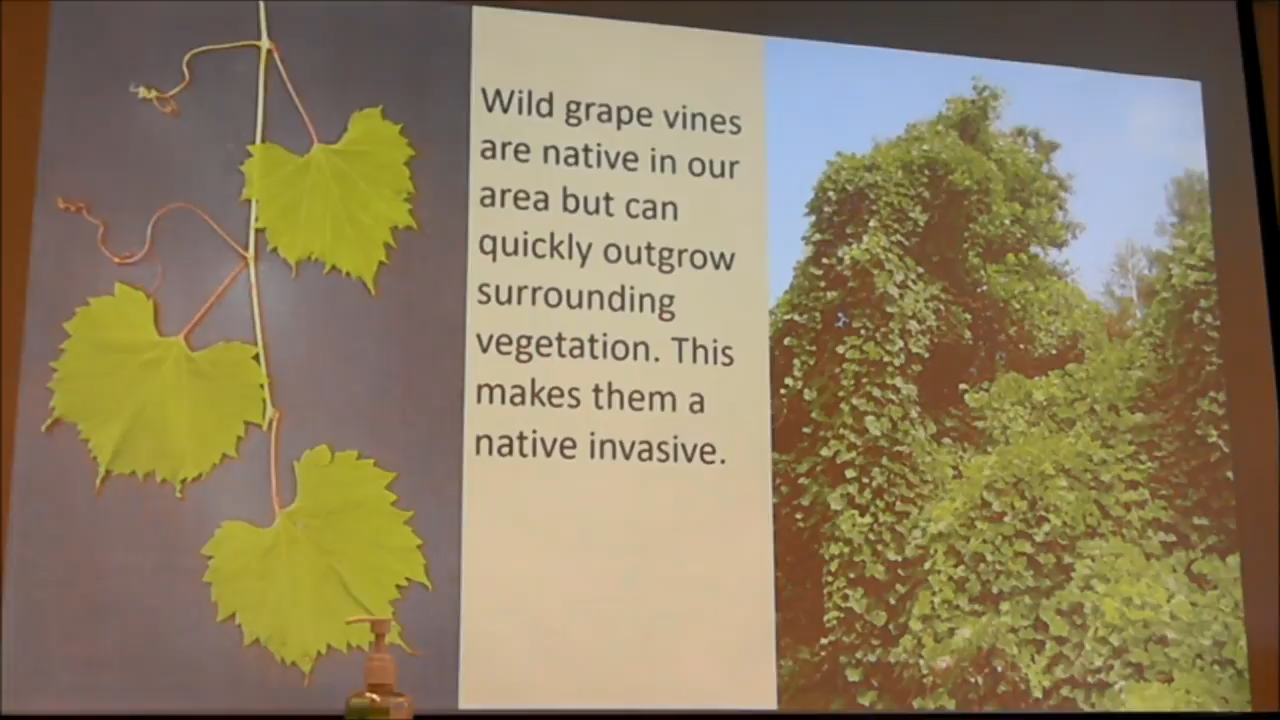 Wild grape vines
are native in our
area but can
quickly outgrow
surrounding
vegetation. This
makes them a
native invasive.